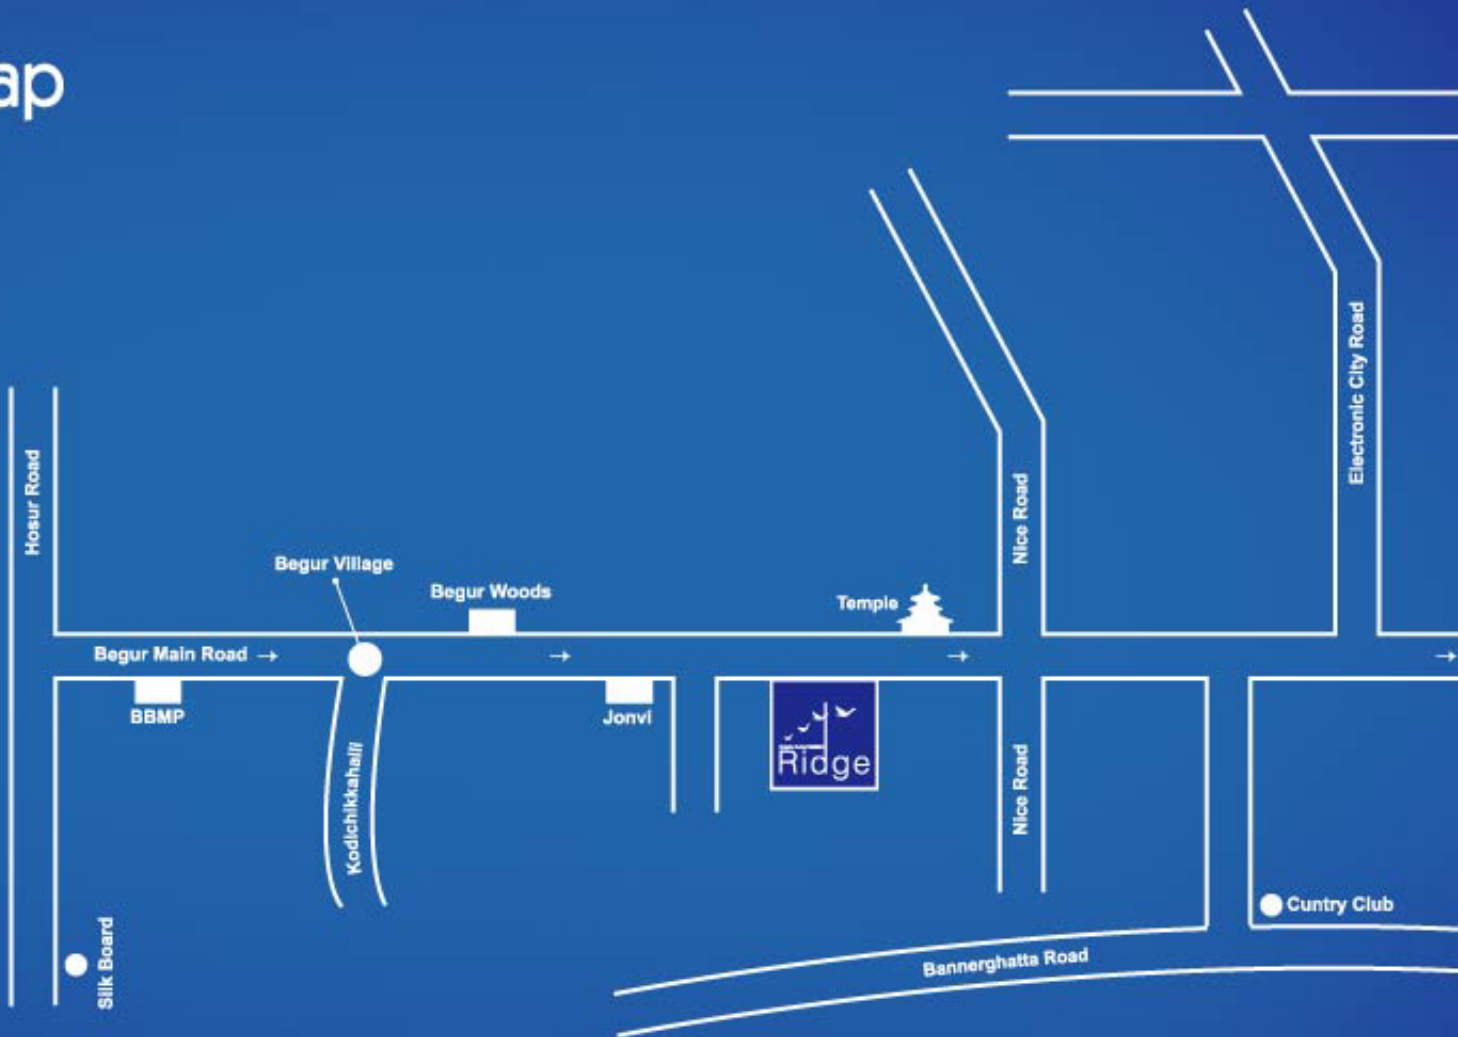 ap
Electronic City Road
Hosur Road
Nice Road
Begur Village
Begur Woods
Temple
Begur Main Road →
BBMP
Jonvi
Ridge
Kodichikkahalli
Nice Road
Cuntry Club
Silk Board
Bannerghatta Road